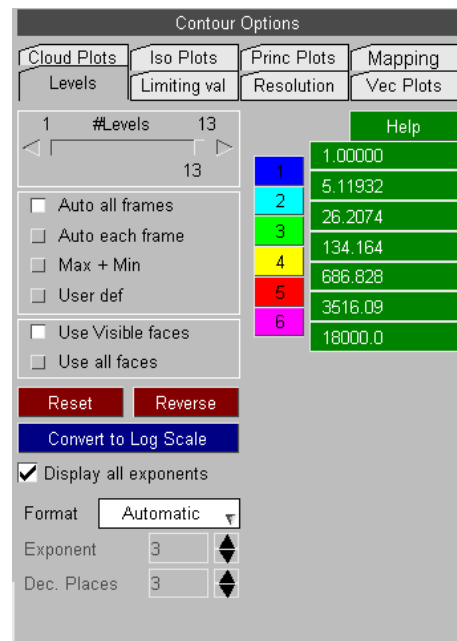 Contour Options
Cloud Plots Iso Plots Princ Plots Mapping
Levels Limiting val Resolution Vec Plots
1 #Levels 13
13
Help
1.00000
1
5.11932
2
26.2074
3
134.164
4
686.828
5
3516.09
6
18000.0
Auto all frames
Auto each frame
Max + Min
User def
Use Visible faces
Use all faces
Reset Reverse
Convert to Log Scale
Display all exponents
Format Automatic
Exponent 3
Dec. Places 3